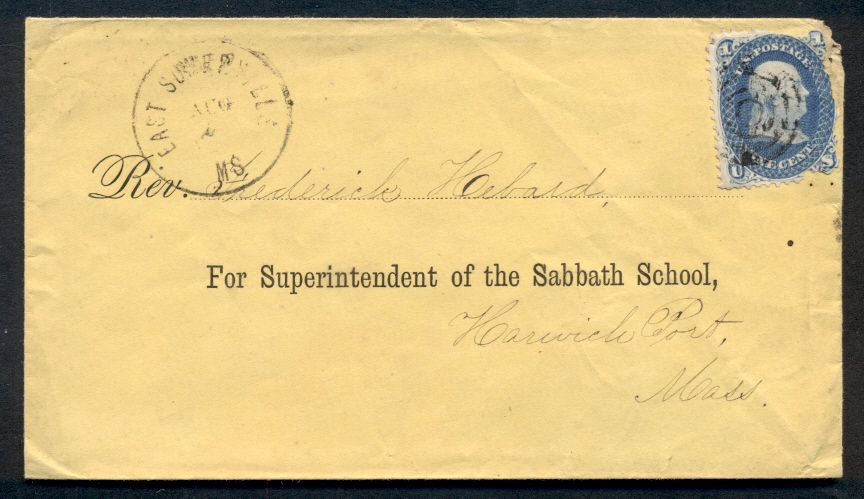 EAST SOMERVILLE
AUG
MS
U.S. POSTAGE
ONE CENT
U S
Rev. Frederick Hebard,
For Superintendent of the Sabbath School,
Harwich Port,
Mass.